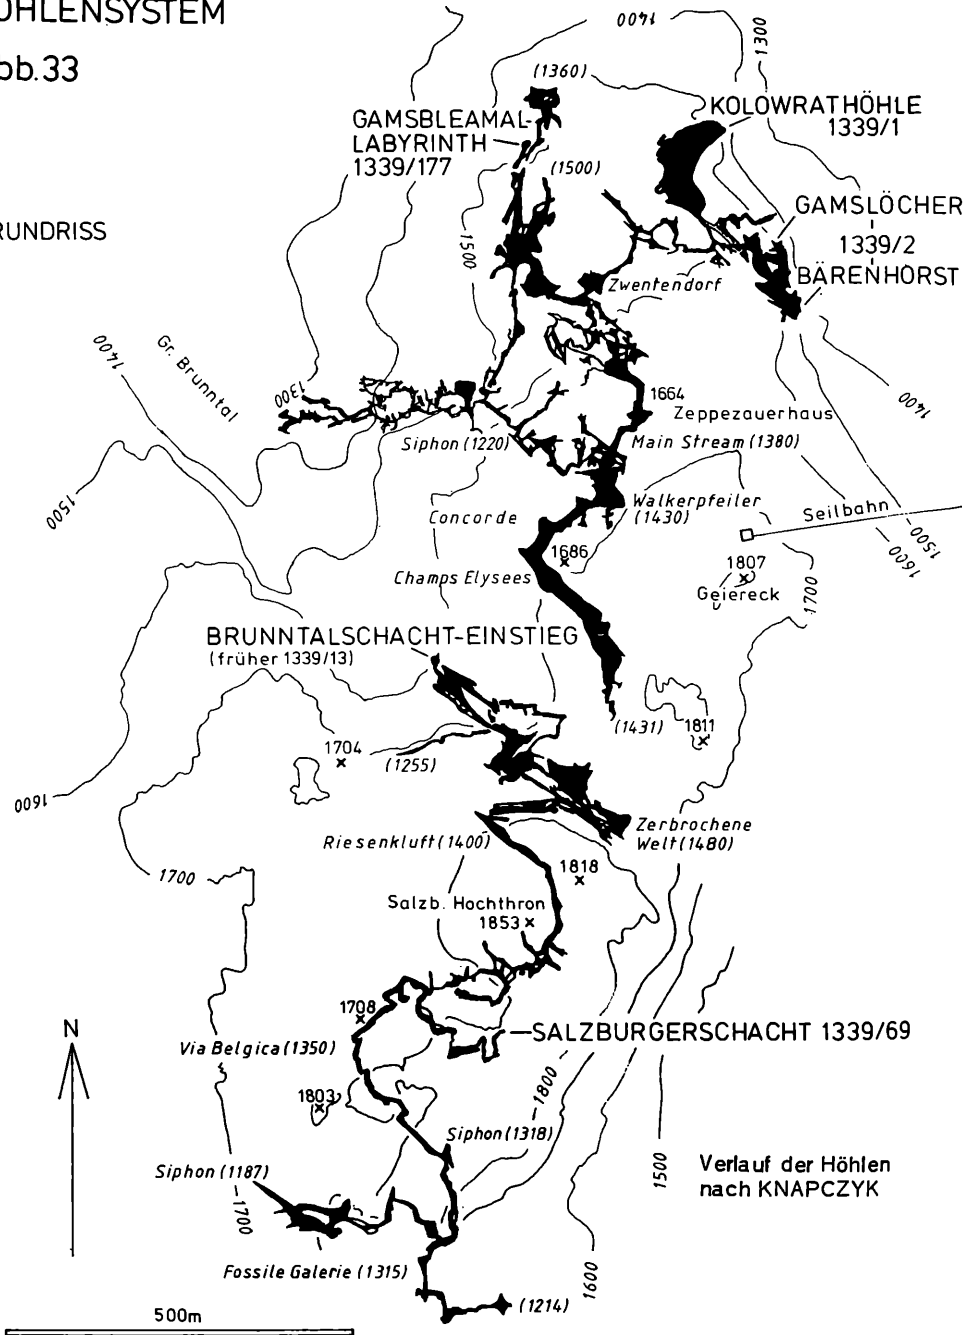 ÖHLENSYSTEM
bb.33
RUNDRISS
1400
1300
(1360)
KOLOWRATHÖHLE
1339/1
GAMSBLEAMAL-
LABYRINTH
1339/177
(1500)
1500
GAMSLÖCHER
1339/2
BÄRENHORST
Zwentendorf
Gr. Brunntal
1400
1300
1664
Zeppezauerhaus
1400
Siphon (1220)
Main Stream (1380)
1500
Walkerpfeiler
(1430)
Concorde
Seilbahn
1500
1600
1686
Champs Elysees
1807
Geiereck
1700
BRUNNTALSCHACHT-EINSTIEG
(früher 1339/13)
(1431)
1811
1704
(1255)
1600
Zerbrochene
Welt (1480)
Riesenkluft (1400)
1818
1700
Salzb. Hochthron
1853
1708
SALZBURGERSCHACHT 1339/69
N
Via Belgica (1350)
1803
1800
Siphon (1318)
Siphon (1187)
1500
Verlauf der Höhlen
nach KNAPCZYK
1700
Fossile Galerie (1315)
1600
(1214)
500m